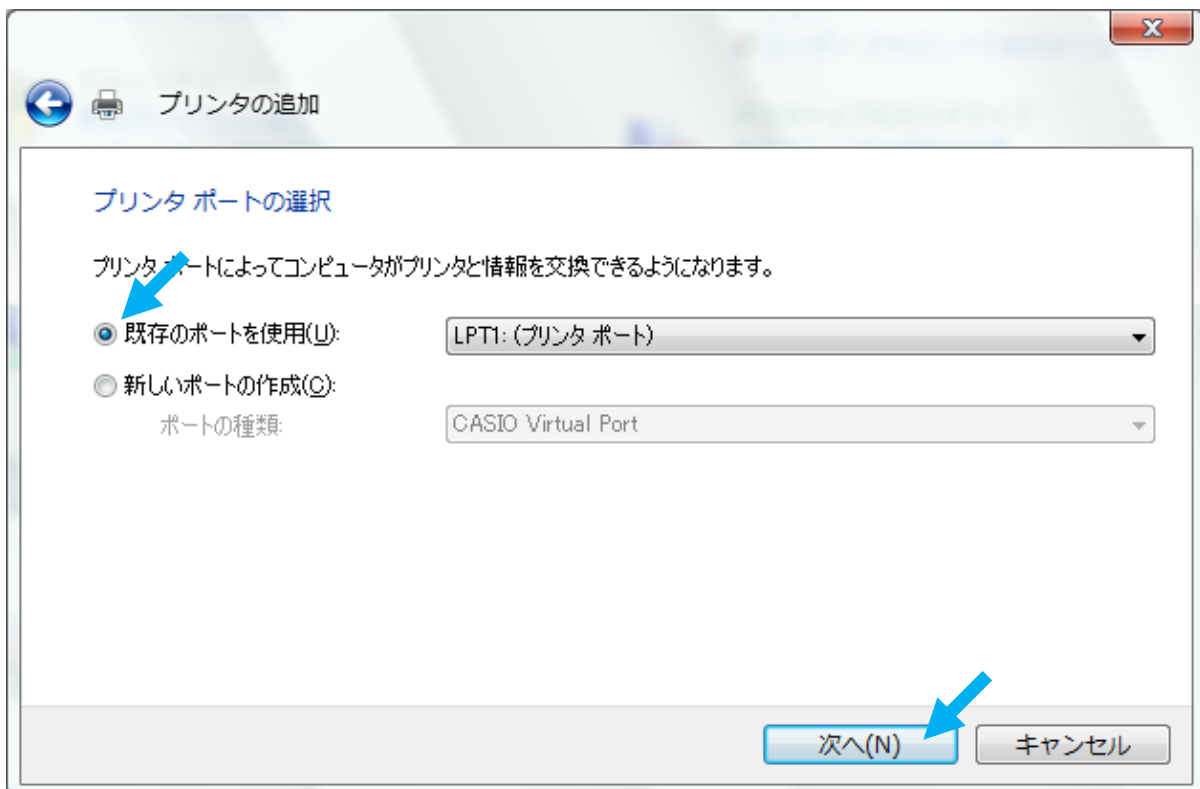 プリンタの追加
プリンタ ポートの選択
プリンタ ポートによってコンピュータがプリンタと情報を交換できるようになります。
既存のポートを使用(U): LPT1: (プリンタ ポート)
新しいポートの作成(C):
ポートの種類: CASIO Virtual Port
次へ(N) キャンセル